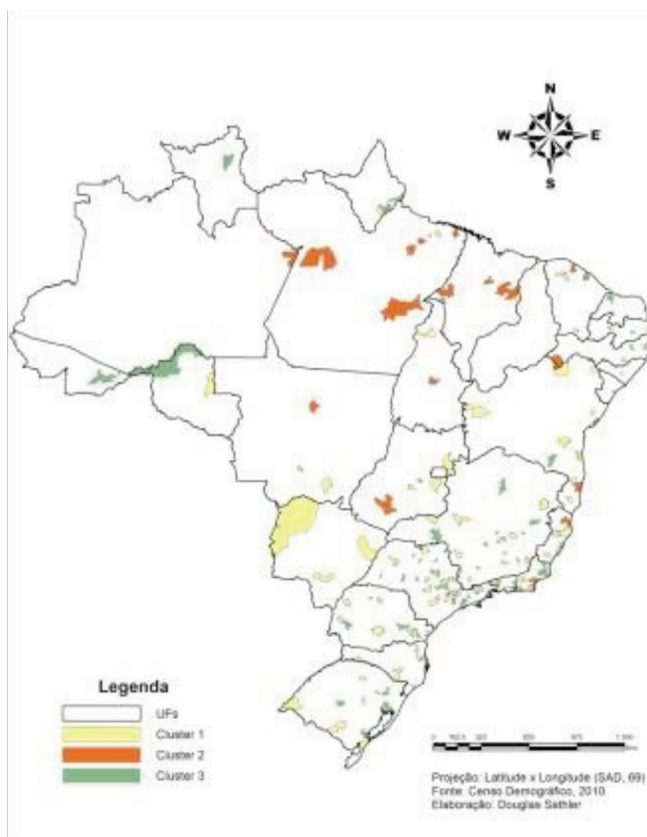 N
W E
S
Legenda
UFs
Cluster 1
Cluster 2
Cluster 3
0
Projeção: Latitude x Longitude (SAD, 69)
Fonte: Censo Demográfico, 2010.
Elaboração: Douglas Sathler